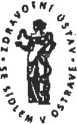 ZDRAVOTNÍ ÚSTAV
SE SÍDLEM V OSTRAVĚ